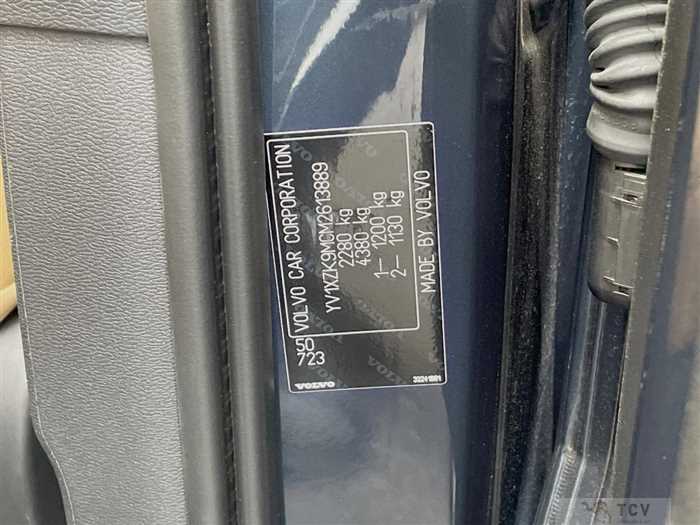 VOLVO CAR CORPORATION
YV1XZK9MCM2613889
2280 kg
4380 kg
1— 1200 kg
2— 1130 kg
MADE BY VOLVO
50
723
VOLVO
TCV